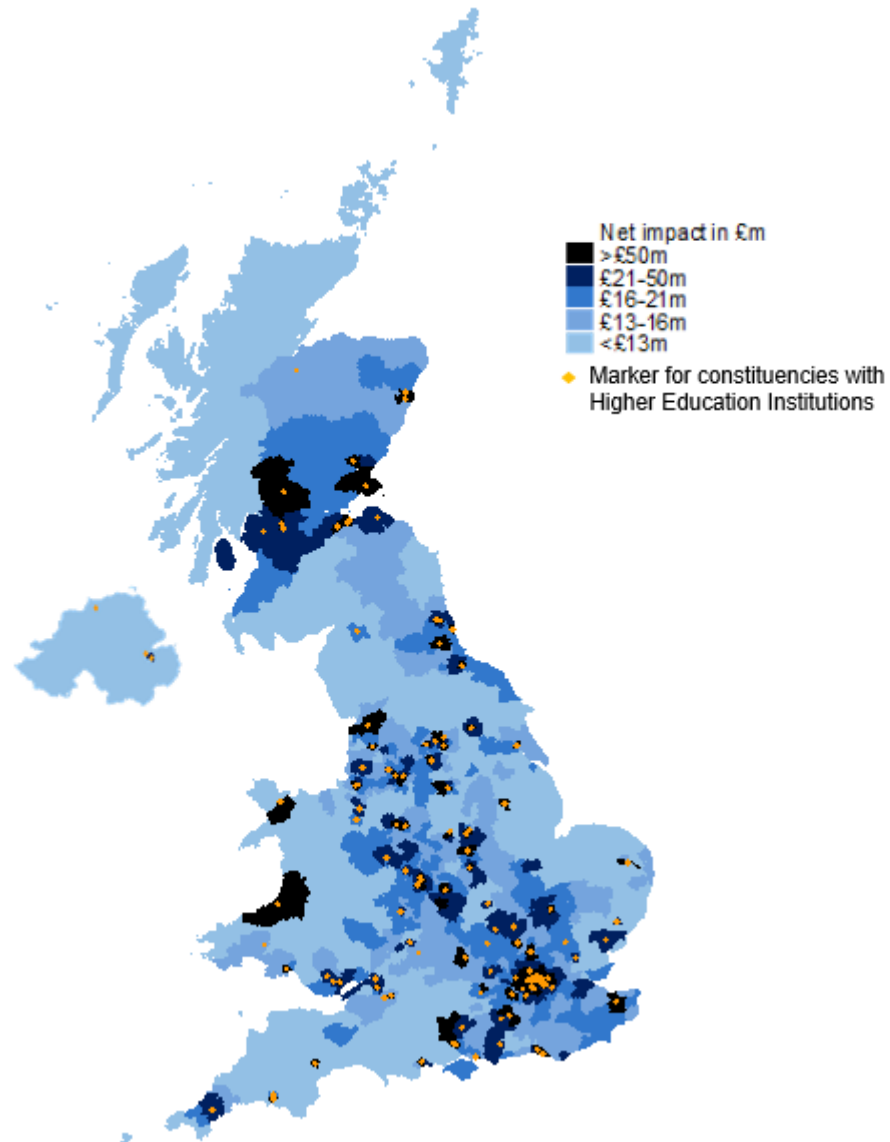 Net impact in £m
>£50m
£21-50m
£16-21m
£13-16m
<£13m
Marker for constituencies with
Higher Education Institutions